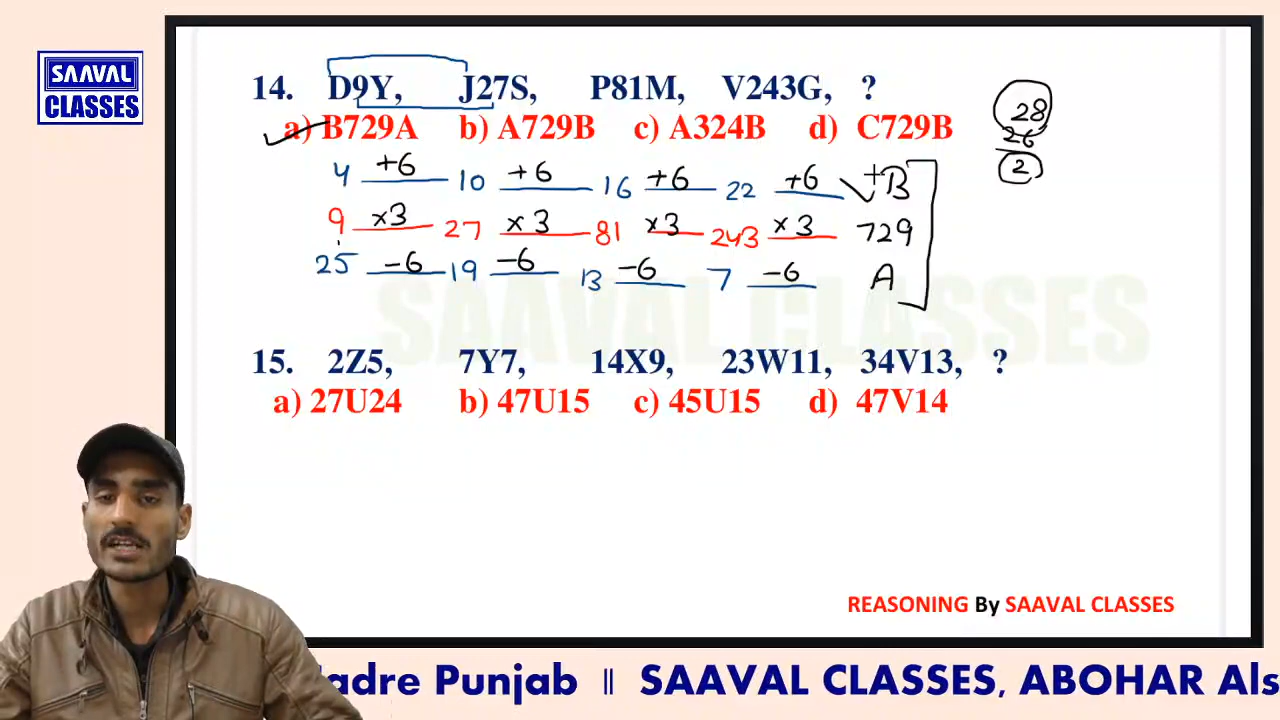 SAAVAL
CLASSES
14. D9Y, J27S, P81M, V243G, ?
a) B729A b) A729B c) A324B d) C729B
28
26
2
4 +6 10 +6 16 +6 22 +6 +B
9 ×3 27 ×3 81 ×3 243 ×3 729
25 -6 19 -6 13 -6 7 -6 A
SAAVAL CLASSES
15. 2Z5, 7Y7, 14X9, 23W11, 34V13, ?
a) 27U24 b) 47U15 c) 45U15 d) 47V14
REASONING By SAAVAL CLASSES
adre Punjab || SAAVAL CLASSES, ABOHAR Als